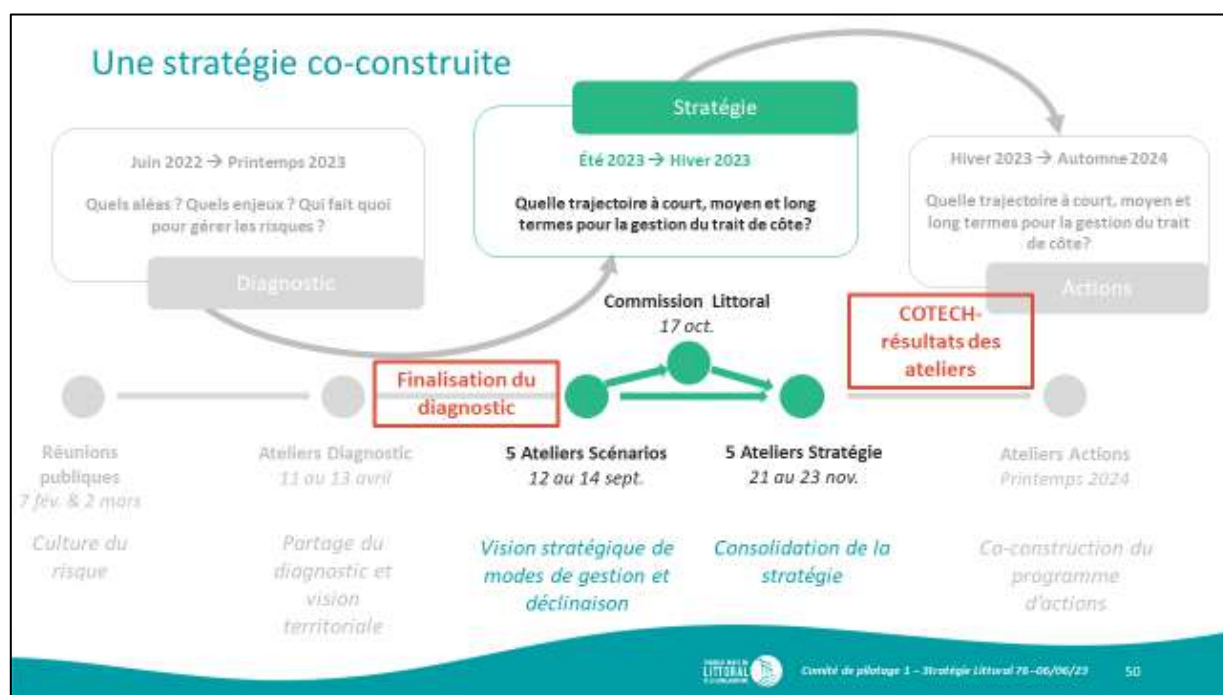 Une stratégie co-construite
Stratégie
Juin 2022 → Printemps 2023
Quels aléas ? Quels enjeux ? Qui fait quoi
pour gérer les risques ?
Diagnostic
Été 2023 → Hiver 2023
Quelle trajectoire à court, moyen et long
termes pour la gestion du trait de côte?
Hiver 2023 → Automne 2024
Quelle trajectoire à court, moyen et
long termes pour la gestion du trait
de côte?
Actions
Commission Littoral
17 oct.
COTECH-
résultats des
ateliers
Finalisation du
diagnostic
Réunions
publiques
7 fév. & 2 mars
Culture du
risque
Ateliers Diagnostic
11 au 13 avril
Partage du
diagnostic et
vision
territoriale
5 Ateliers Scénarios
12 au 14 sept.
Vision stratégique de
modes de gestion et
déclinaison
5 Ateliers Stratégie
21 au 23 nov.
Consolidation de la
stratégie
Ateliers Actions
Printemps 2024
Co-construction du
programme
d'actions
LITTORAL
Comité de pilotage 1 – Stratégie Littoral 76 –06/06/23
50